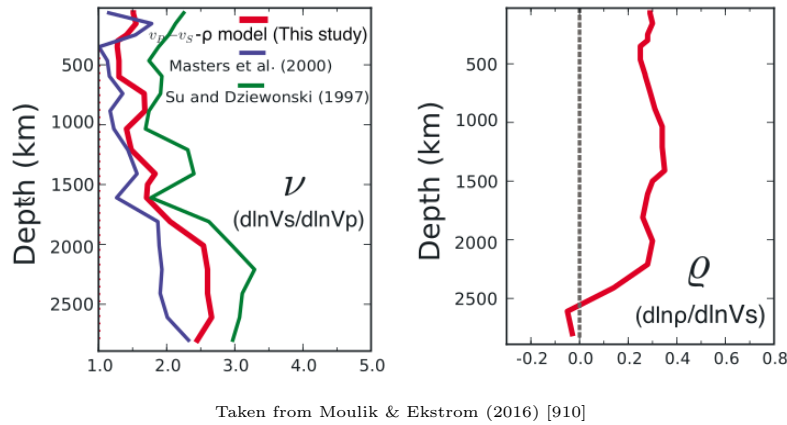 v_P−v_S-ρ model (This study)
Masters et al. (2000)
Su and Dziewonski (1997)
500
1000
1500
2000
2500
Depth (km)
ν
(dlnVs/dlnVp)
1.0 2.0 3.0 4.0 5.0
500
1000
1500
2000
2500
Depth (km)
ϱ
(dlnρ/dlnVs)
-0.2 0.0 0.2 0.4 0.6 0.8
Taken from Moulik & Ekstrom (2016) [910]